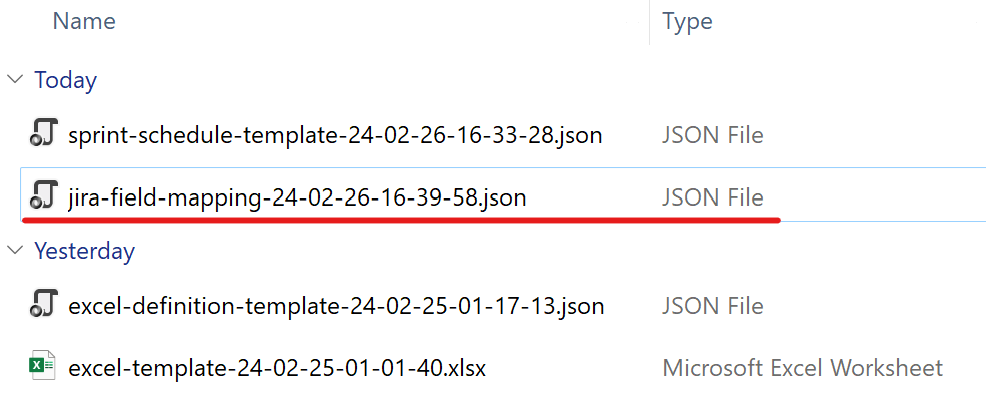 Name Type
Today
sprint-schedule-template-24-02-26-16-33-28.json JSON File
jira-field-mapping-24-02-26-16-39-58.json JSON File
Yesterday
excel-definition-template-24-02-25-01-17-13.json JSON File
excel-template-24-02-25-01-01-40.xlsx Microsoft Excel Worksheet